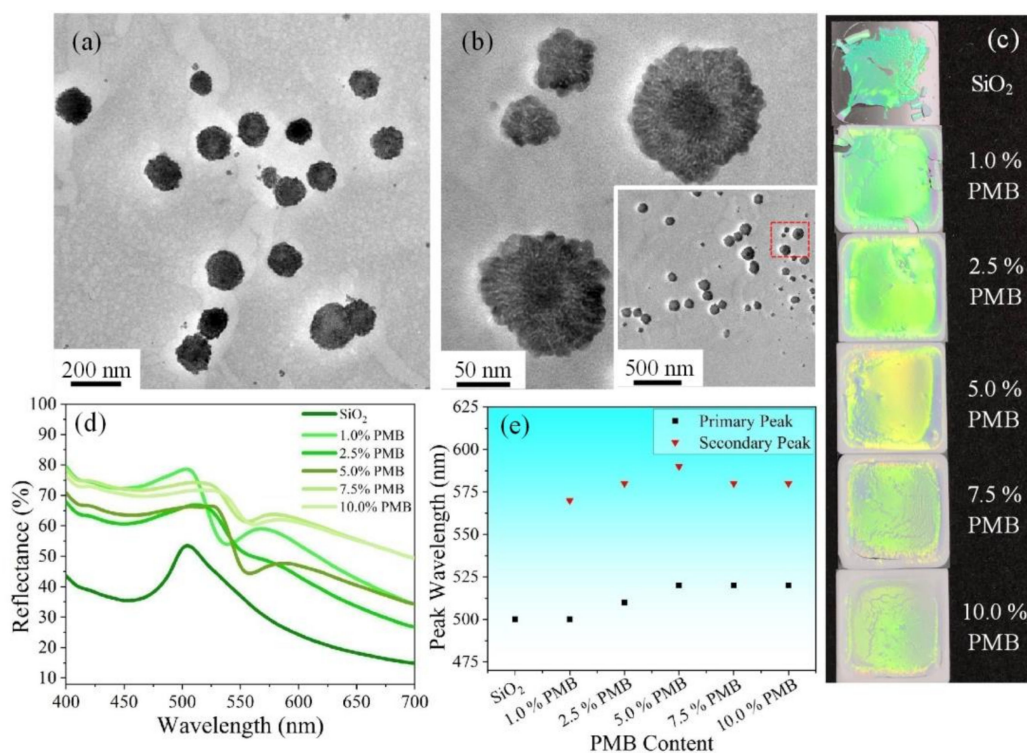 (a)
200 nm
(b)
50 nm
500 nm
(c)
SiO2
1.0 %
PMB
2.5 %
PMB
5.0 %
PMB
7.5 %
PMB
10.0 %
PMB
(d)
SiO2
1.0% PMB
2.5% PMB
5.0% PMB
7.5% PMB
10.0% PMB
100
90
80
70
60
50
40
30
20
10
Reflectance (%)
400
450
500
550
600
650
700
Wavelength (nm)
(e)
Primary Peak
Secondary Peak
625
600
575
550
525
500
475
Peak Wavelength (nm)
SiO2
1.0 % PMB
2.5 % PMB
5.0 % PMB
7.5 % PMB
10.0 % PMB
PMB Content